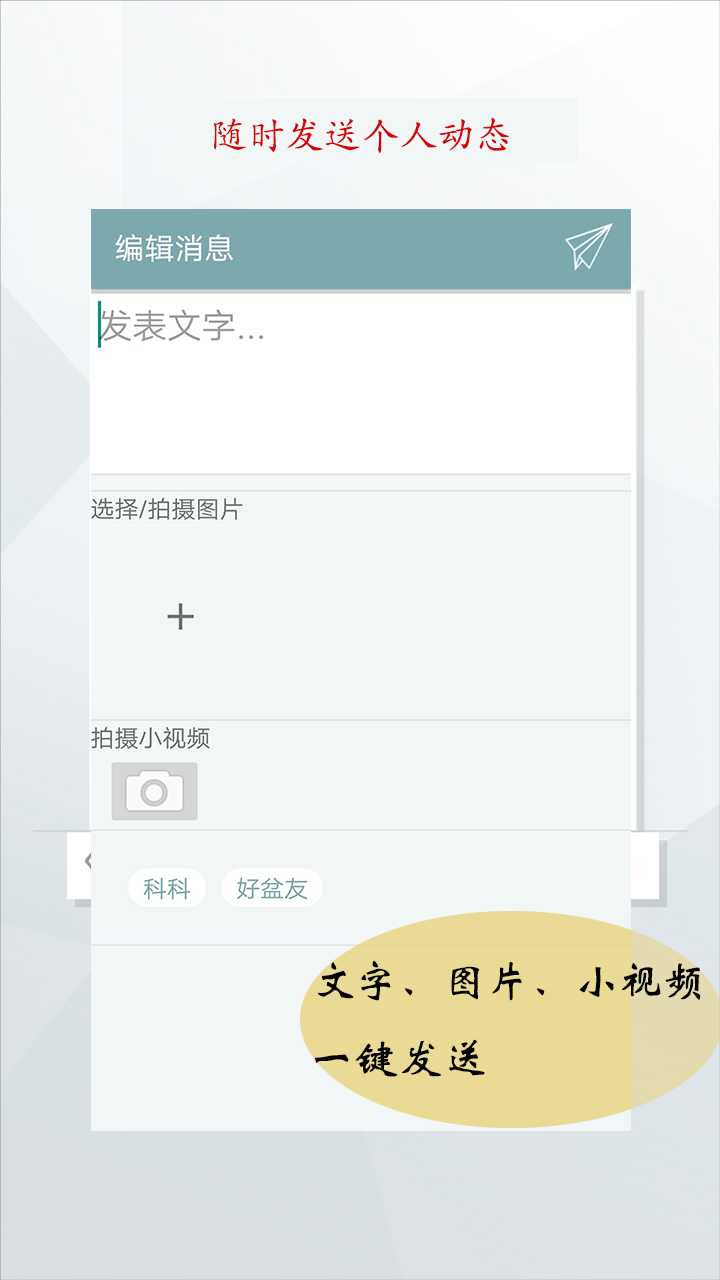 随时发送个人动态
编辑消息
发表文字...
选择/拍摄图片
拍摄小视频
科科 好盆友
文字、图片、小视频
一键发送